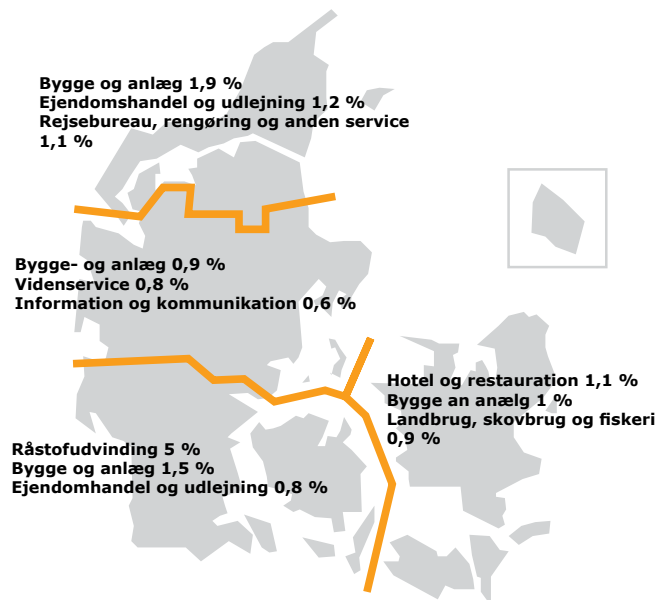 Bygge og anlæg 1,9 %
Ejendomshandel og udlejning 1,2 %
Rejsebureau, rengøring og anden service
1,1 %
Bygge- og anlæg 0,9 %
Videnservice 0,8 %
Information og kommunikation 0,6 %
Hotel og restauration 1,1 %
Bygge an anælg 1 %
Landbrug, skovbrug og fiskeri
0,9 %
Råstofudvinding 5 %
Bygge og anlæg 1,5 %
Ejendomhandel og udlejning 0,8 %